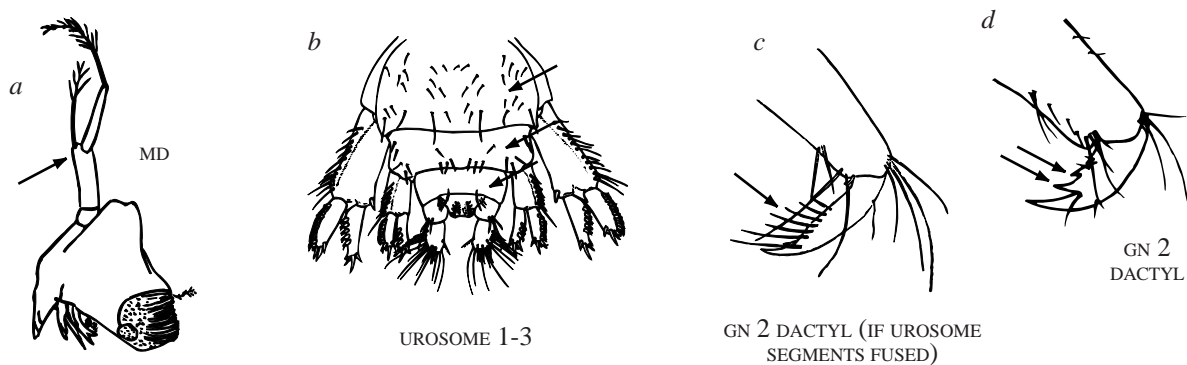 a
MD
b
UROSOME 1-3
c
GN 2 DACTYL (IF UROSOME
SEGMENTS FUSED)
d
GN 2
DACTYL